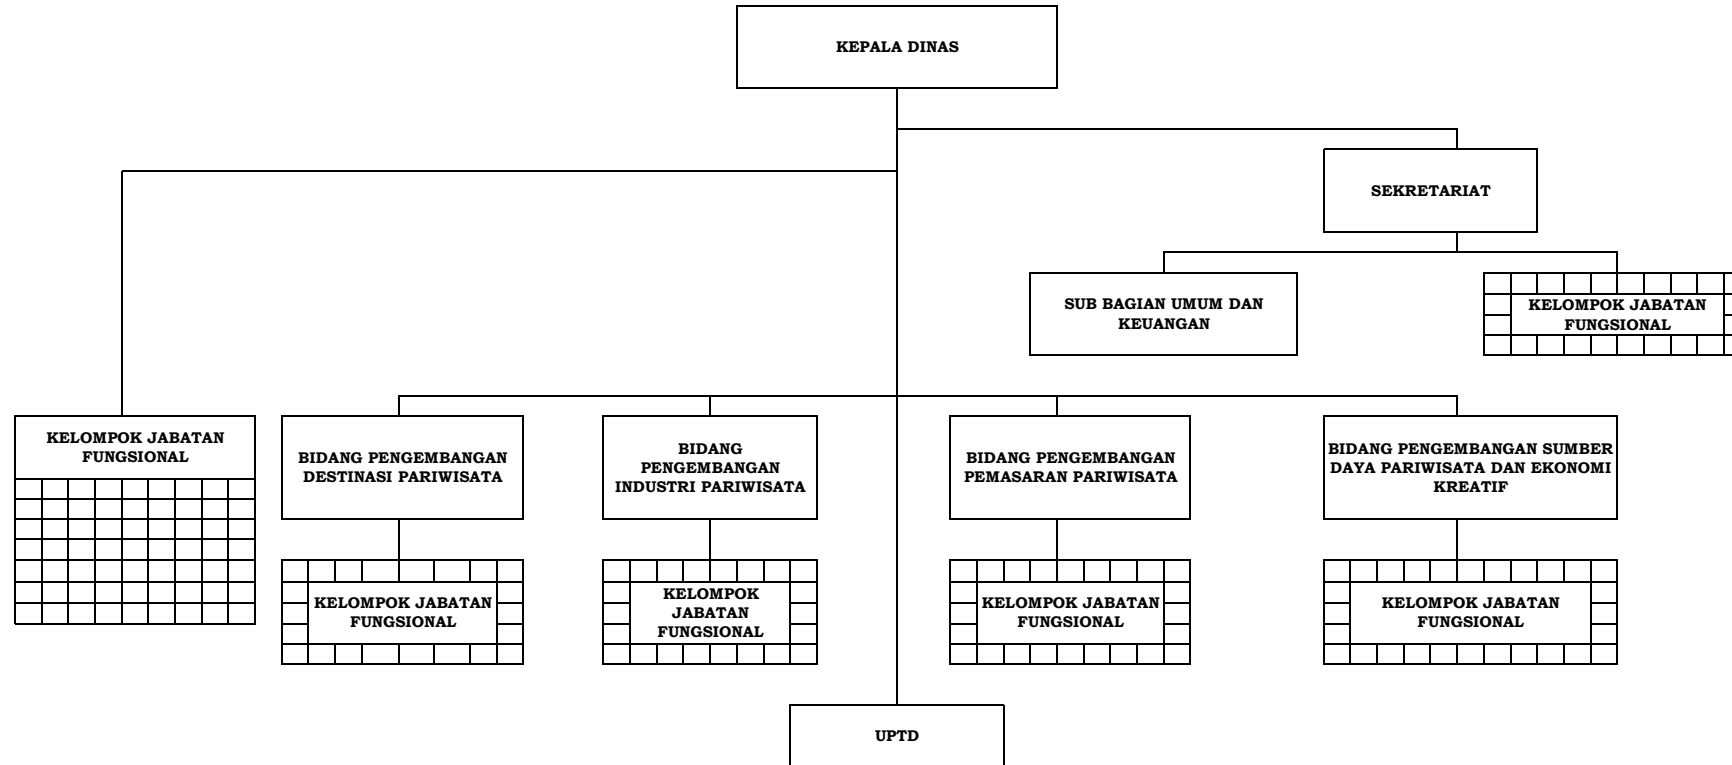 KEPALA DINAS
SEKRETARIAT
SUB BAGIAN UMUM DAN
KEUANGAN
KELOMPOK JABATAN
FUNGSIONAL
KELOMPOK JABATAN
FUNGSIONAL
BIDANG PENGEMBANGAN
DESTINASI PARIWISATA
BIDANG
PENGEMBANGAN
INDUSTRI PARIWISATA
BIDANG PENGEMBANGAN
PEMASARAN PARIWISATA
BIDANG PENGEMBANGAN SUMBER
DAYA PARIWISATA DAN EKONOMI
KREATIF
KELOMPOK JABATAN
FUNGSIONAL
KELOMPOK
JABATAN
FUNGSIONAL
KELOMPOK JABATAN
FUNGSIONAL
KELOMPOK JABATAN
FUNGSIONAL
UPTD